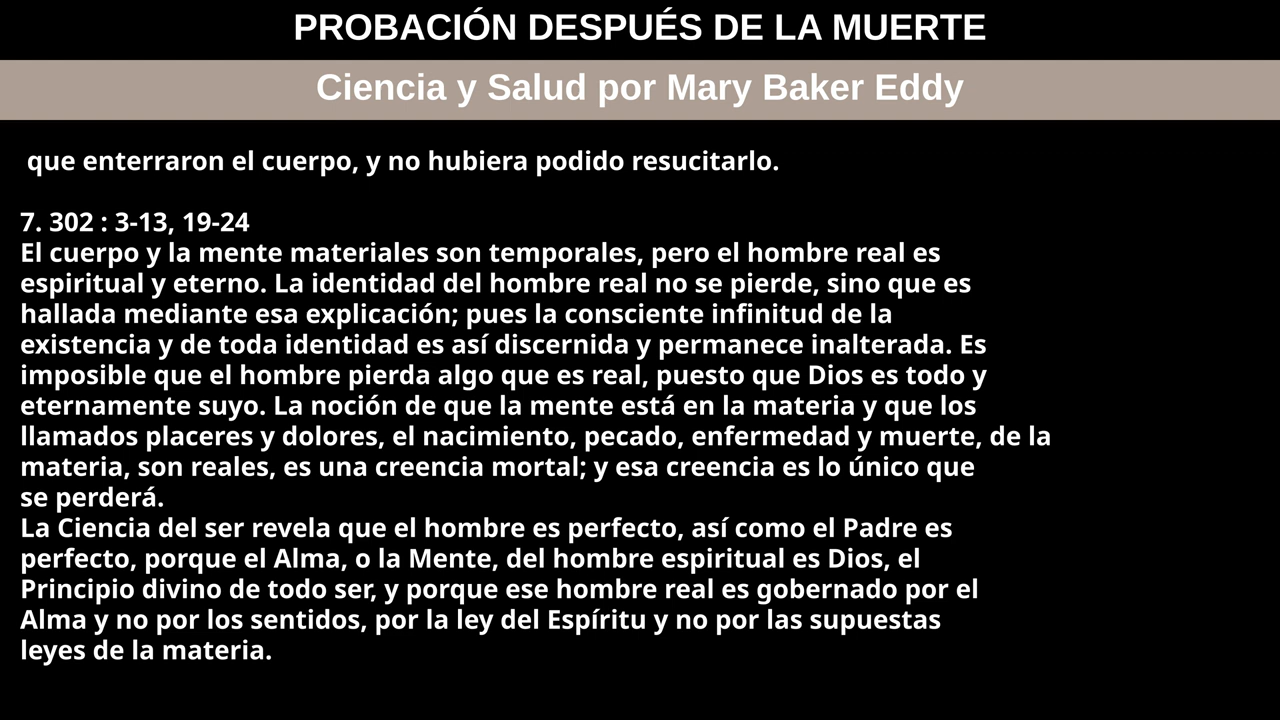 PROBACIÓN DESPUÉS DE LA MUERTE
Ciencia y Salud por Mary Baker Eddy
que enterraron el cuerpo, y no hubiera podido resucitarlo.
7. 302 : 3-13, 19-24
El cuerpo y la mente materiales son temporales, pero el hombre real es
espiritual y eterno. La identidad del hombre real no se pierde, sino que es
hallada mediante esa explicación; pues la consciente infinitud de la
existencia y de toda identidad es así discernida y permanece inalterada. Es
imposible que el hombre pierda algo que es real, puesto que Dios es todo y
eternamente suyo. La noción de que la mente está en la materia y que los
llamados placeres y dolores, el nacimiento, pecado, enfermedad y muerte, de la
materia, son reales, es una creencia mortal; y esa creencia es lo único que
se perderá.
La Ciencia del ser revela que el hombre es perfecto, así como el Padre es
perfecto, porque el Alma, o la Mente, del hombre espiritual es Dios, el
Principio divino de todo ser, y porque ese hombre real es gobernado por el
Alma y no por los sentidos, por la ley del Espíritu y no por las supuestas
leyes de la materia.